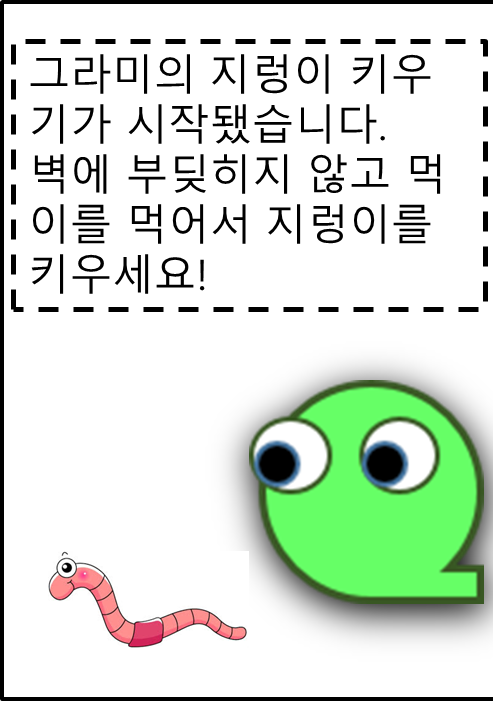 그라미의 지렁이 키우
기가 시작됐습니다.
벽에 부딪히지 않고 먹
이를 먹어서 지렁이를
키우세요!